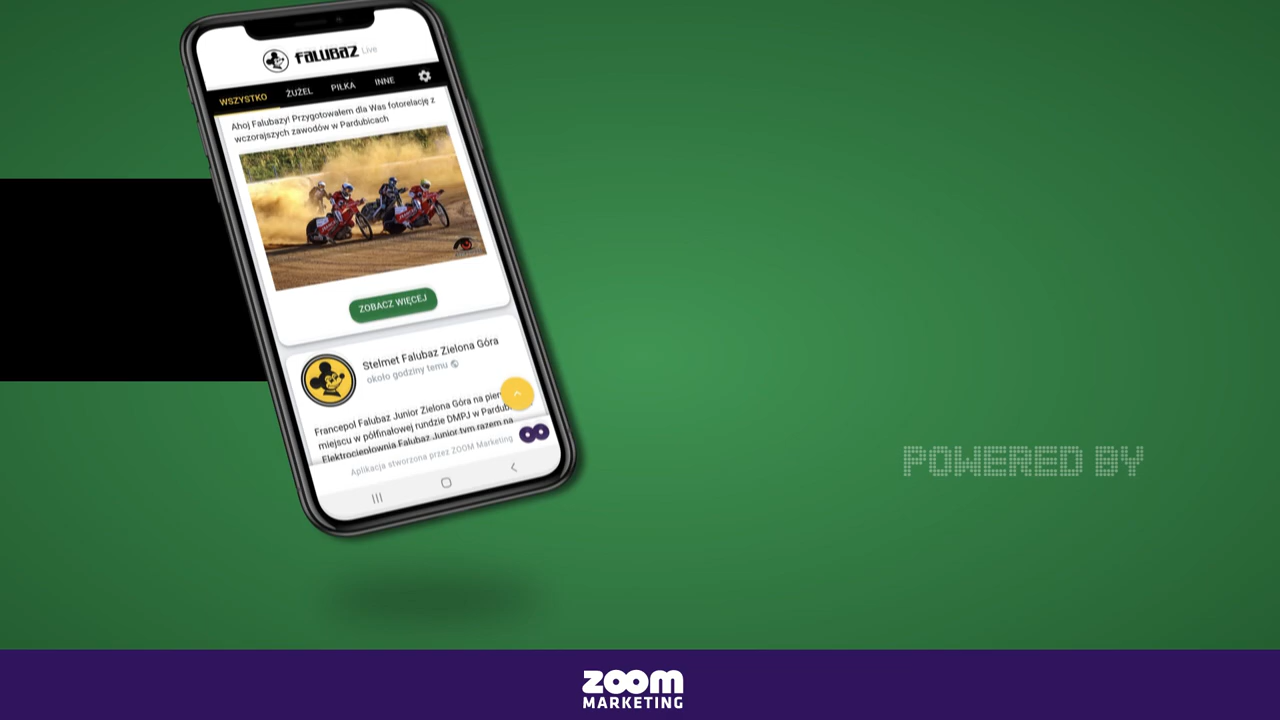 FALUBAZ Live
WSZYSTKO ŻUŻEL PIŁKA INNE
Ahoj Falubazy! Przygotowałem dla Was fotorelację z
wczorajszych zawodów w Pardubicach
ZOBACZ WIĘCEJ
Stelmet Falubaz Zielona Góra
około godziny temu
Francepol Falubaz Junior Zielona Góra na
miejscu w półfinałowej rundzie DMPJ w
Elektrociepłownia Falubaz Junior tym razem na
Aplikacja stworzona przez ZOOM Marketing
POWERED BY
ZOOM
MARKETING